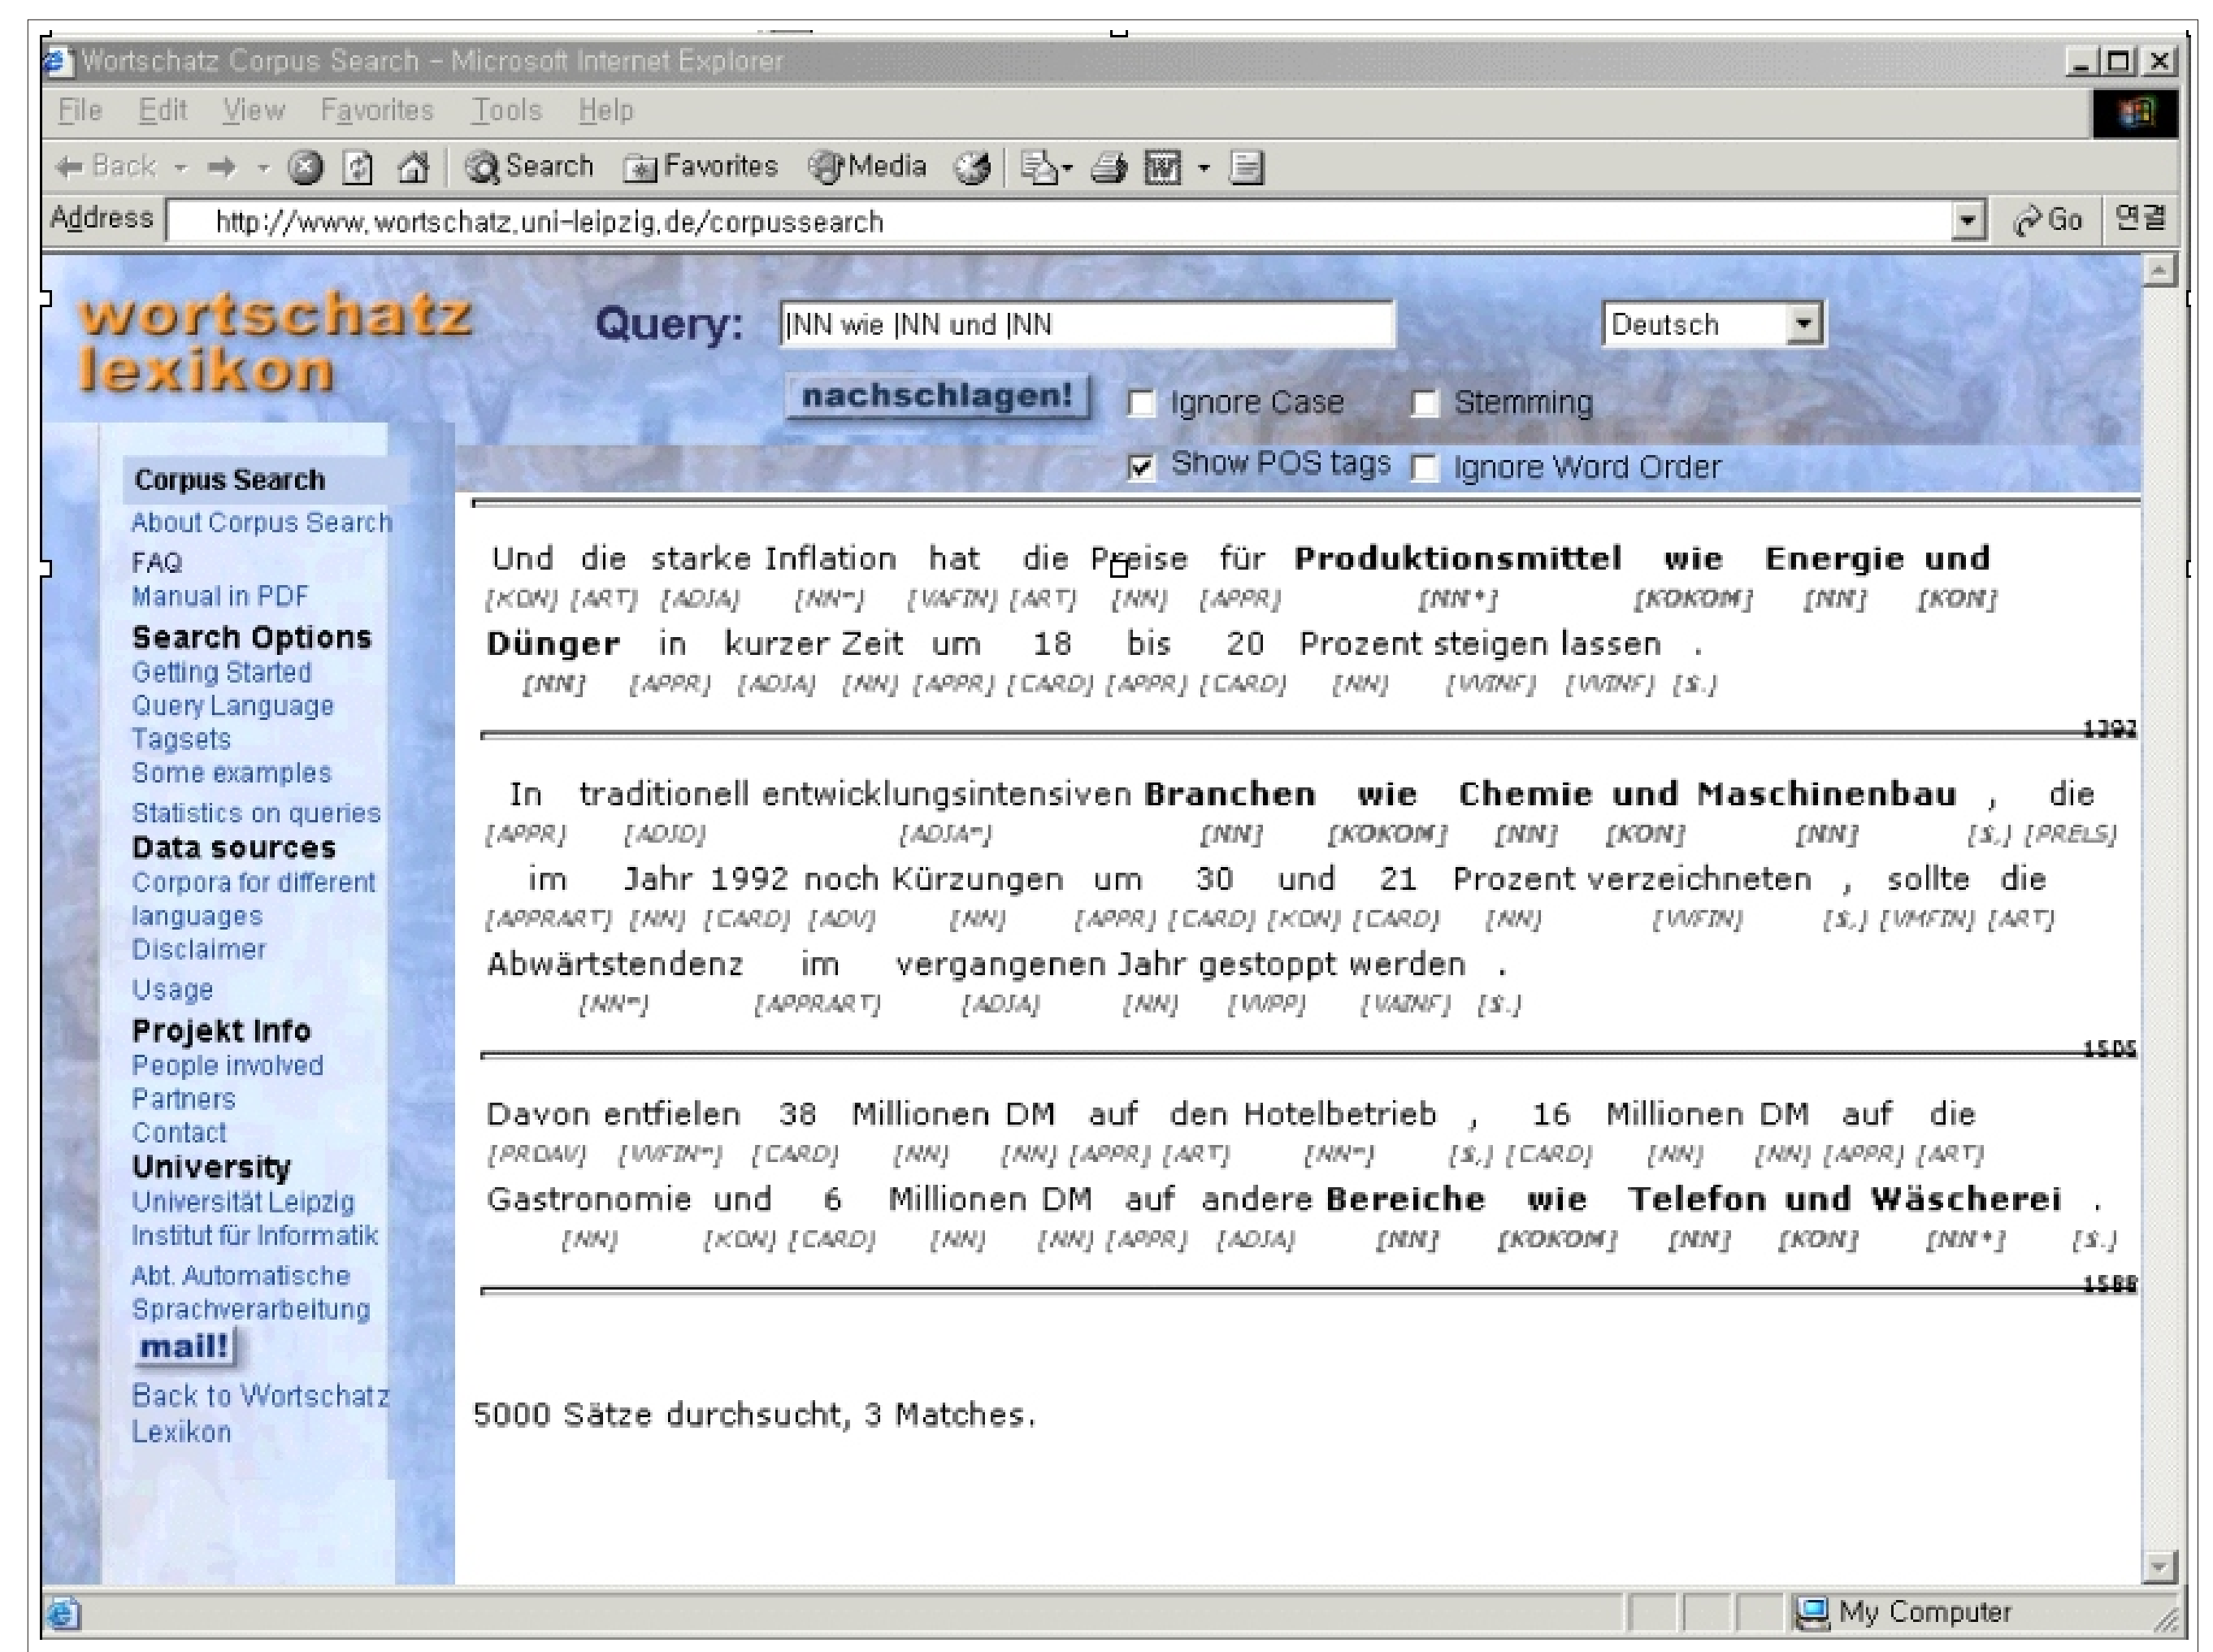 Wortschatz Corpus Search - Microsoft Internet Explorer
File Edit View Favorites Tools Help
Back Search Favorites Media
Address http://www.wortschatz.uni-leipzig.de/corpussearch Go 연결
wortschatz
lexikon
Query: |NN wie |NN und |NN Deutsch
nachschlagen! Ignore Case Stemming
Show POS tags Ignore Word Order
Corpus Search
About Corpus Search
FAQ
Manual in PDF
Search Options
Getting Started
Query Language
Tagsets
Some examples
Statistics on queries
Data sources
Corpora for different
languages
Disclaimer
Usage
Projekt Info
People involved
Partners
Contact
University
Universität Leipzig
Institut für Informatik
Abt. Automatische
Sprachverarbeitung
mail!
Back to Wortschatz
Lexikon
Und die starke Inflation hat die Preise für Produktionsmittel wie Energie und
[KON] [ART] [ADJA] [NN*] [VAFIN] [ART] [NN] [APPR] [NN*] [KOKOM] [NN] [KON]
Dünger in kurzer Zeit um 18 bis 20 Prozent steigen lassen .
[NN] [APPR] [ADJA] [NN] [APPR] [CARD] [APPR] [CARD] [NN] [VVINF] [VVINF] [$.]
1392
In traditionell entwicklungsintensiven Branchen wie Chemie und Maschinenbau , die
[APPR] [ADJD] [ADJA*] [NN] [KOKOM] [NN] [KON] [NN] [$,] [PRELS]
im Jahr 1992 noch Kürzungen um 30 und 21 Prozent verzeichneten , sollte die
[APPRART] [NN] [CARD] [ADV] [NN] [APPR] [CARD] [KON] [CARD] [NN] [VVFIN] [$,] [VMFIN] [ART]
Abwärtstendenz im vergangenen Jahr gestoppt werden .
[NN*] [APPRART] [ADJA] [NN] [VVPP] [VAINF] [$.]
1505
Davon entfielen 38 Millionen DM auf den Hotelbetrieb , 16 Millionen DM auf die
[PROAV] [VVFIN*] [CARD] [NN] [NN] [APPR] [ART] [NN*] [$,] [CARD] [NN] [NN] [APPR] [ART]
Gastronomie und 6 Millionen DM auf andere Bereiche wie Telefon und Wäscherei .
[NN] [KON] [CARD] [NN] [NN] [APPR] [ADJA] [NN] [KOKOM] [NN] [KON] [NN*] [$.]
1588
5000 Sätze durchsucht, 3 Matches.
My Computer